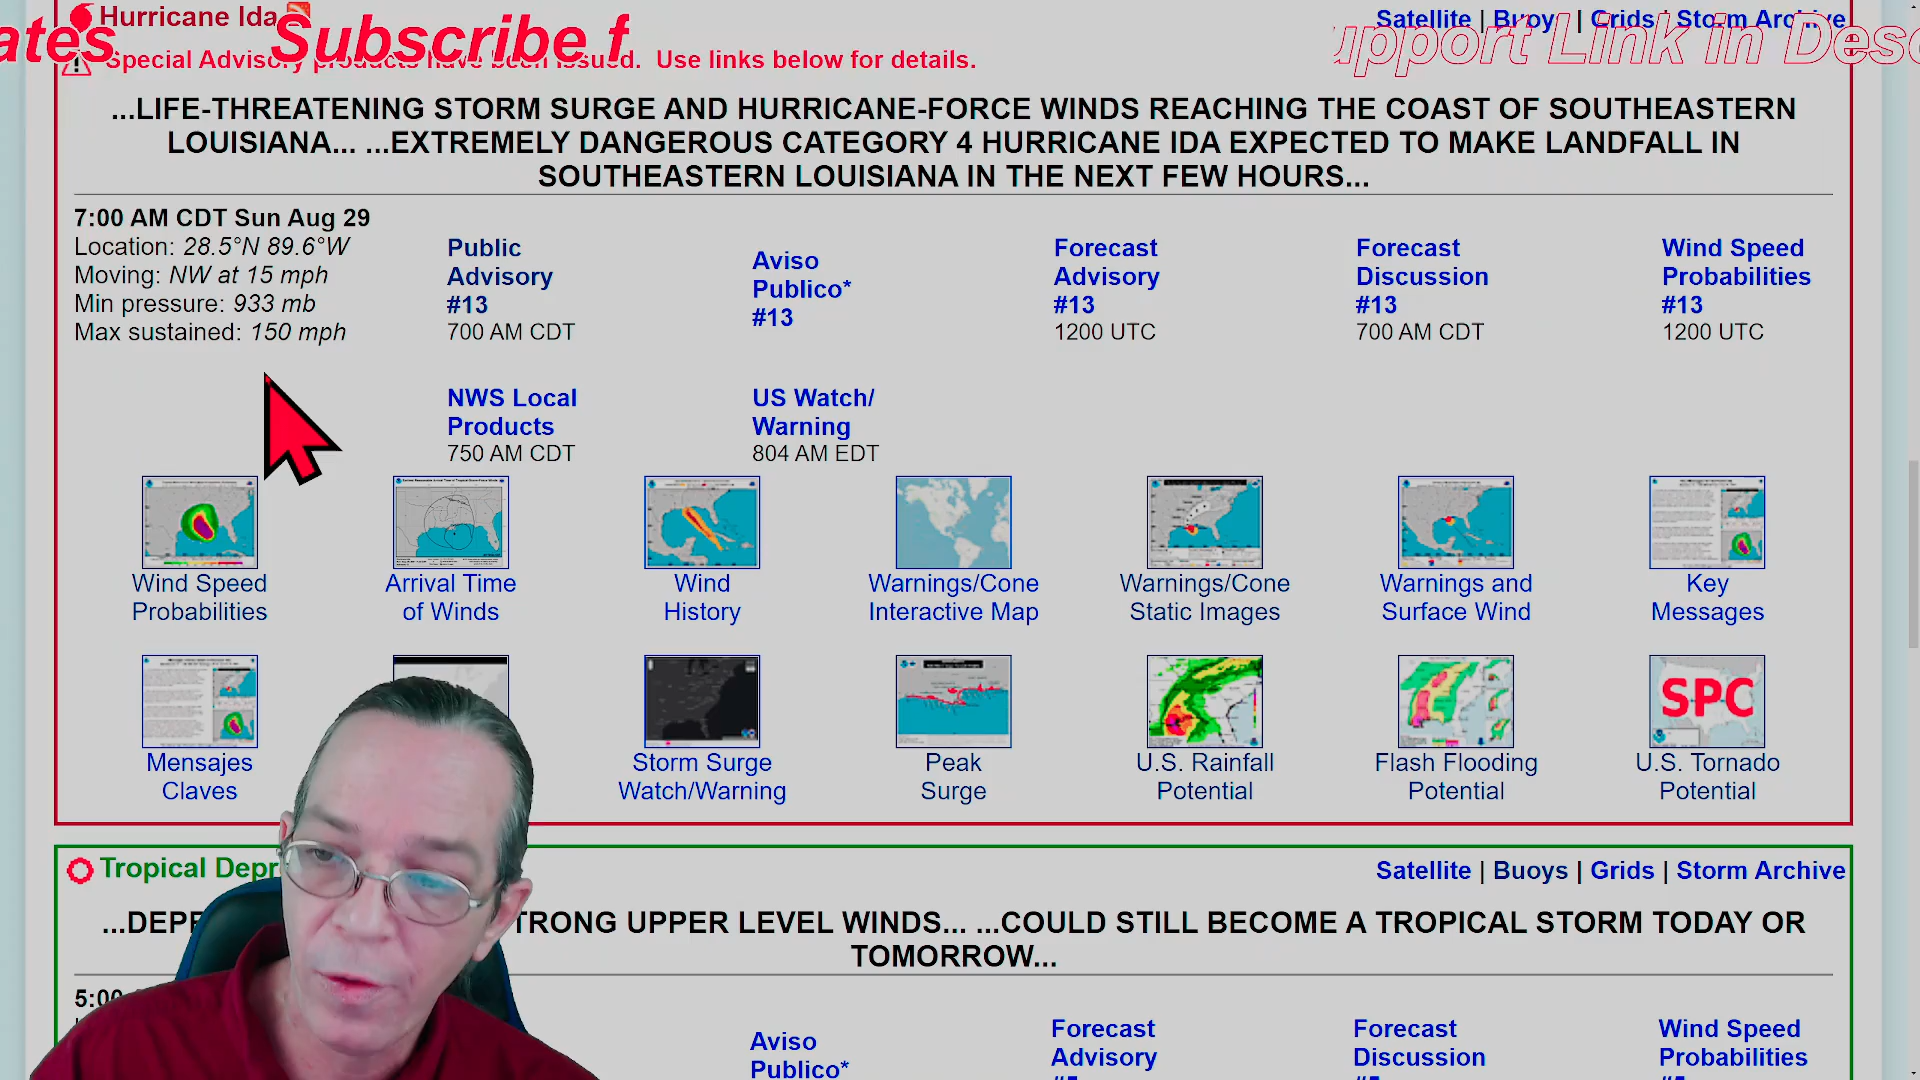 Hurricane Ida
Satellite | Buoys | Grids | Storm Archive
ates Subscribe f
upport Link in Desc
Special Advisory products have been issued. Use links below for details.
...LIFE-THREATENING STORM SURGE AND HURRICANE-FORCE WINDS REACHING THE COAST OF SOUTHEASTERN
LOUISIANA... ...EXTREMELY DANGEROUS CATEGORY 4 HURRICANE IDA EXPECTED TO MAKE LANDFALL IN
SOUTHEASTERN LOUISIANA IN THE NEXT FEW HOURS...
7:00 AM CDT Sun Aug 29
Location: 28.5°N 89.6°W
Moving: NW at 15 mph
Min pressure: 933 mb
Max sustained: 150 mph
Public
Advisory
#13
700 AM CDT
Aviso
Publico*
#13
Forecast
Advisory
#13
1200 UTC
Forecast
Discussion
#13
700 AM CDT
Wind Speed
Probabilities
#13
1200 UTC
NWS Local
Products
750 AM CDT
US Watch/
Warning
804 AM EDT
Wind Speed
Probabilities
Arrival Time
of Winds
Wind
History
Warnings/Cone
Interactive Map
Warnings/Cone
Static Images
Warnings and
Surface Wind
Key
Messages
SPC
Mensajes
Claves
Storm Surge
Watch/Warning
Peak
Surge
U.S. Rainfall
Potential
Flash Flooding
Potential
U.S. Tornado
Potential
Tropical Depr
Satellite | Buoys | Grids | Storm Archive
...DEPR TRONG UPPER LEVEL WINDS... ...COULD STILL BECOME A TROPICAL STORM TODAY OR
TOMORROW...
5:00
Aviso
Publico*
Forecast
Advisory
Forecast
Discussion
Wind Speed
Probabilities